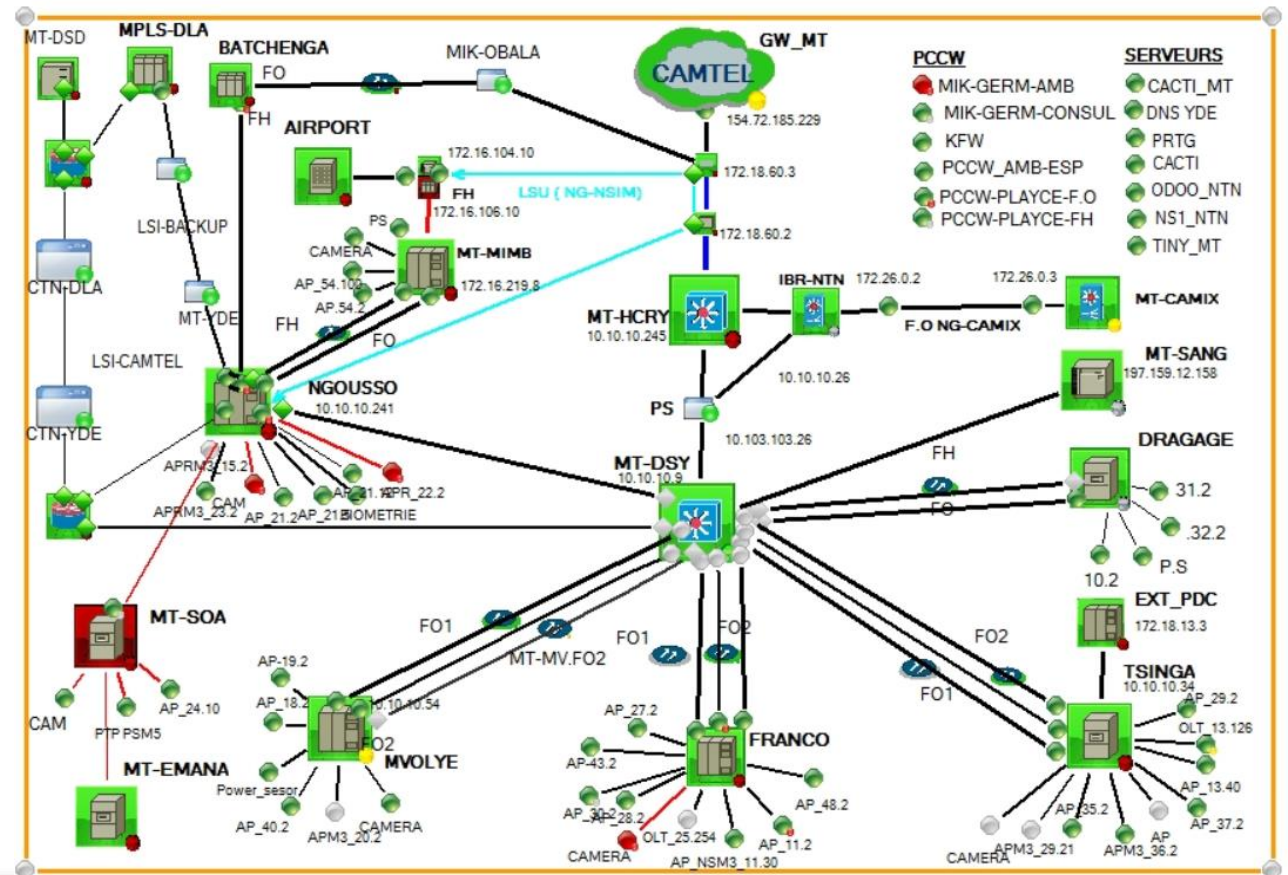 MT-DSD
MPLS-DLA
BATCHENGA
FO
FH
MIK-OBALA
GW_MT
CAMTEL
154.72.185.229
PCCW
MIK-GERM-AMB
MIK-GERM-CONSUL
KFW
PCCW_AMB-ESP
PCCW-PLAYCE-F.O
PCCW-PLAYCE-FH
SERVEURS
CACTI_MT
DNS YDE
PRTG
CACTI
ODOO_NTN
NS1_NTN
TINY_MT
AIRPORT
172.16.104.10
FH
172.16.106.10
172.18.60.3
LSU ( NG-NSIM)
172.18.60.2
LSI-BACKUP
PS
CAMERA
AP_54.100
AP_54.2
MT-MIMB
172.16.219.8
CTN-DLA
MT-YDE
FH
FO
LSI-CAMTEL
MT-HCRY
10.10.10.245
IBR-NTN
10.10.10.26
172.26.0.2
172.26.0.3
F.O NG-CAMIX
MT-CAMIX
MT-SANG
197.159.12.158
NGOUSSO
10.10.10.241
PS
10.103.103.26
CTN-YDE
MT-DSY
10.10.10.9
FH
FO
DRAGAGE
31.2
.32.2
P.S
10.2
APRM3_15.2
CAM
APRM3_23.2
AP_21.2
APR_22.2
MT-SOA
CAM
PTP PSM5
AP_24.10
MT-EMANA
FO1
MT-MV.FO2
FO1
FO2
FO2
FO1
EXT_PDC
172.18.13.3
TSINGA
10.10.10.34
AP_29.2
OLT_13.126
AP_13.40
AP_37.2
AP
AP_35.2
APM3_36.2
APM3_29.21
CAMERA
AP-19.2
AP_18.2
10.10.10.54
FO2
MVOLYE
Power_sesor
AP_40.2
APM3_20.2
CAMERA
AP_27.2
AP-43.2
AP_30.2
AP_28.2
FRANCO
AP_48.2
OLT_25.254
AP_11.2
CAMERA
AP_NSM3_11.30